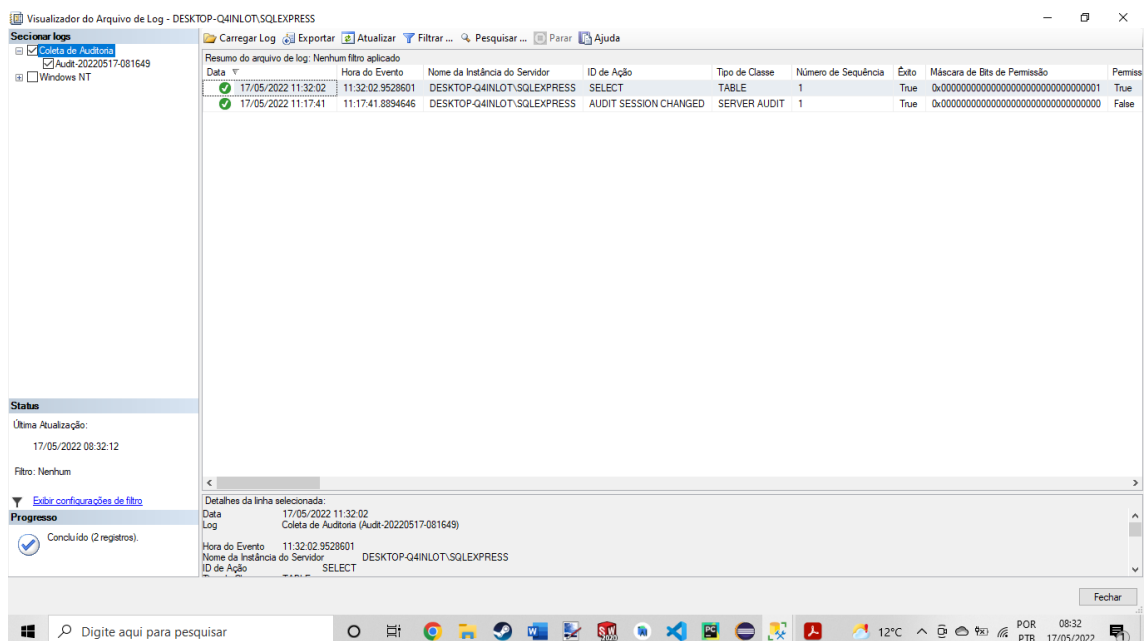 Visualizador do Arquivo de Log - DESKTOP-Q4INLOT\SQLEXPRESS
Secionar logs
Coleta de Auditoria
Audit-20220517-081649
Windows NT
Carregar Log Exportar Atualizar Filtrar ... Pesquisar ... Parar Ajuda
Resumo do arquivo de log: Nenhum filtro aplicado
Data Hora do Evento Nome da Instância do Servidor ID de Ação Tipo de Classe Número de Sequência Êxito Máscara de Bits de Permissão Permiss
17/05/2022 11:32:02 11:32:02.9528601 DESKTOP-Q4INLOT\SQLEXPRESS SELECT TABLE 1 True 0x00000000000000000000000000000001 True
17/05/2022 11:17:41 11:17:41.8894646 DESKTOP-Q4INLOT\SQLEXPRESS AUDIT SESSION CHANGED SERVER AUDIT 1 True 0x00000000000000000000000000000000 False
Status
Última Atualização:
17/05/2022 08:32:12
Filtro: Nenhum
Exibir configurações de filtro
Progresso
Concluído (2 registros).
Detalhes da linha selecionada:
Data 17/05/2022 11:32:02
Log Coleta de Auditoria (Audit-20220517-081649)
Hora do Evento 11:32:02.9528601
Nome da Instância do Servidor DESKTOP-Q4INLOT\SQLEXPRESS
ID de Ação SELECT
Fechar
Digite aqui para pesquisar
12°C
POR
PTB
08:32
17/05/2022